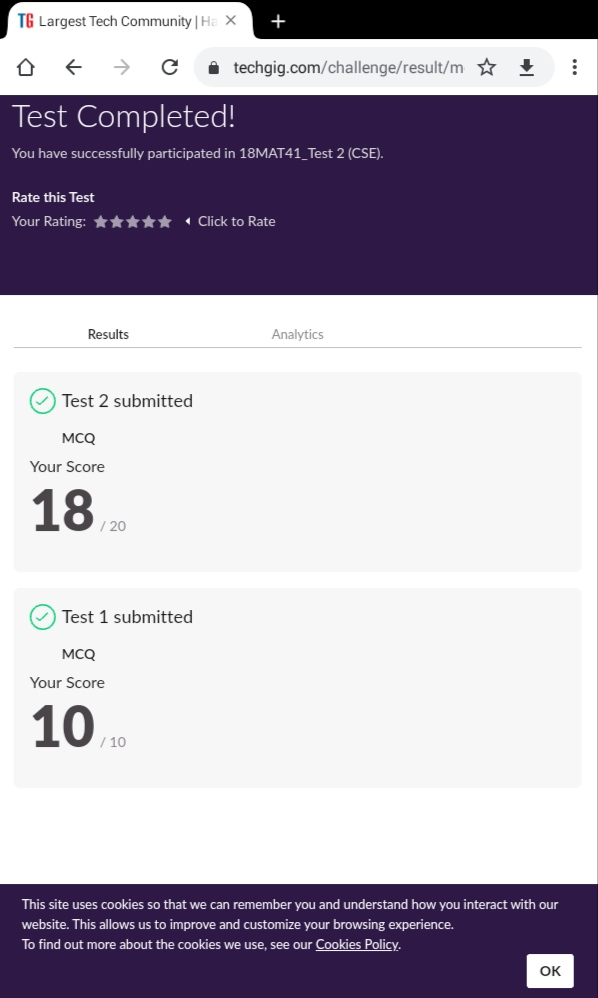 TG Largest Tech Community | Ha
techgig.com/challenge/result/m
Test Completed!
You have successfully participated in 18MAT41_Test 2 (CSE).
Rate this Test
Your Rating: Click to Rate
Results Analytics
Test 2 submitted
MCQ
Your Score
18 / 20
Test 1 submitted
MCQ
Your Score
10 / 10
This site uses cookies so that we can remember you and understand how you interact with our
website. This allows us to improve and customize your browsing experience.
To find out more about the cookies we use, see our Cookies Policy.
OK